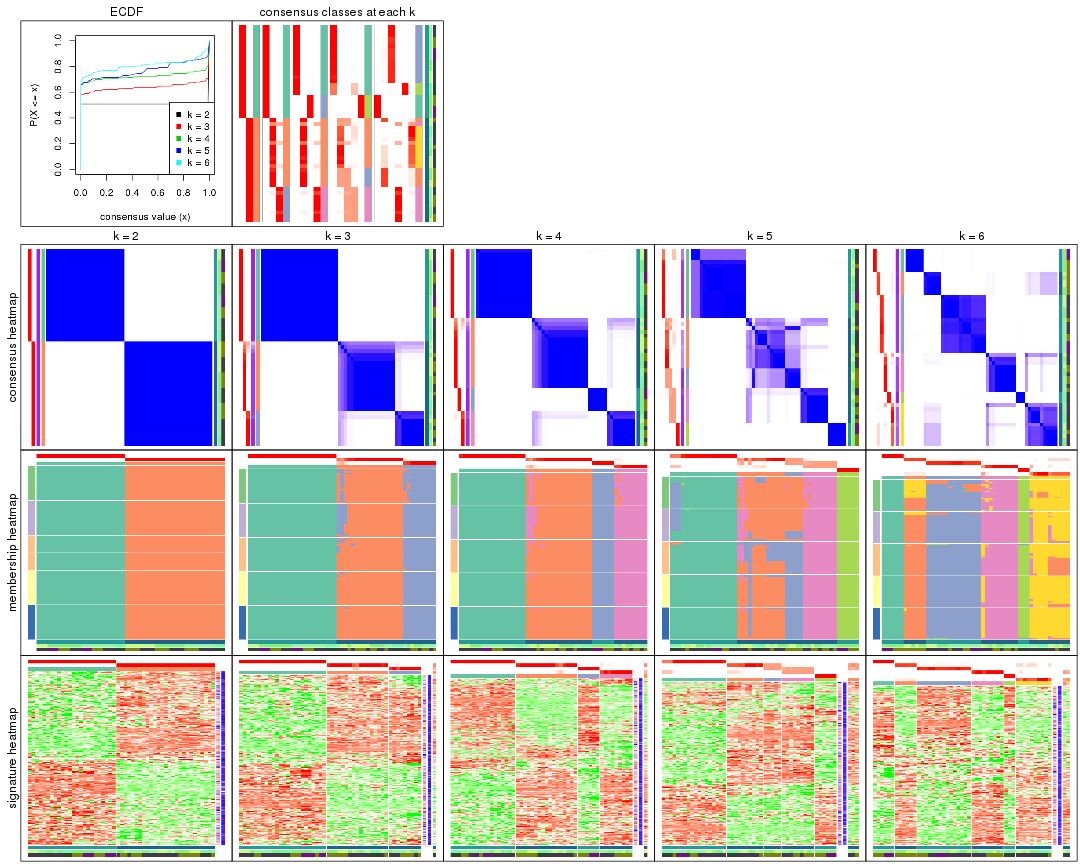 ECDF
consensus classes at each k
P(X <= x)
0.0
0.2
0.4
0.6
0.8
1.0
k = 2
k = 3
k = 4
k = 5
k = 6
0.0 0.2 0.4 0.6 0.8 1.0
consensus value (x)
k = 2
k = 3
k = 4
k = 5
k = 6
consensus heatmap
membership heatmap
signature heatmap